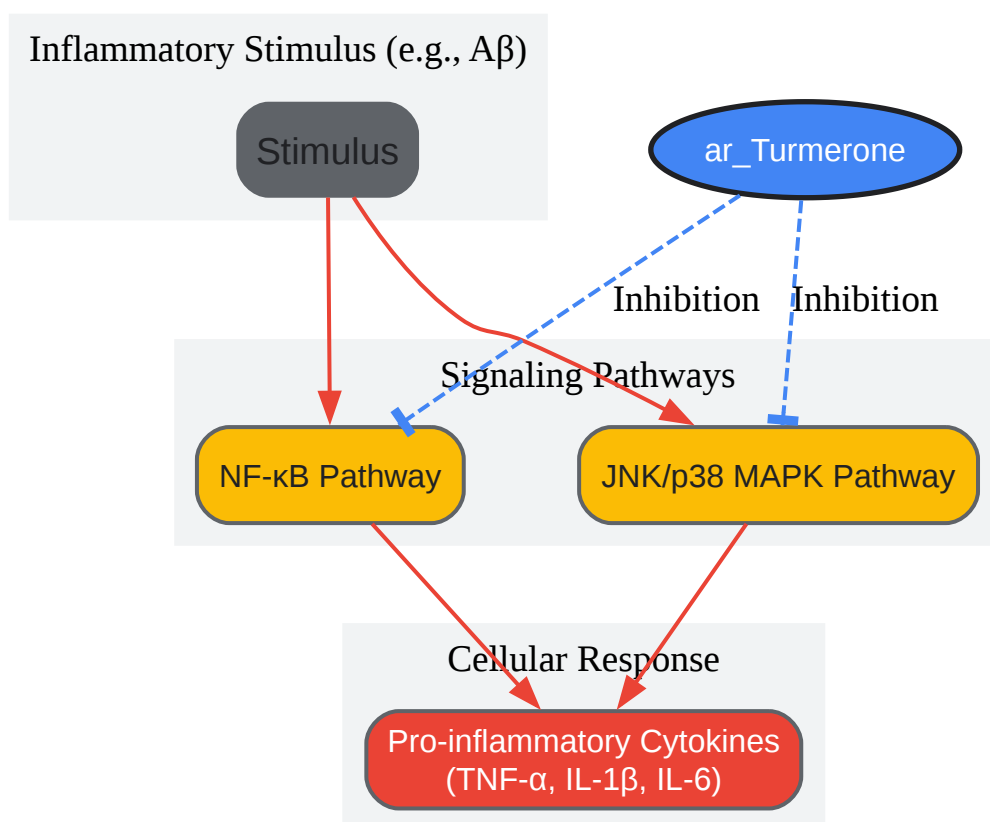 Inflammatory Stimulus (e.g., Aβ)
Stimulus
ar_Turmerone
Inhibition
Inhibition
Signaling Pathways
NF-κB Pathway
JNK/p38 MAPK Pathway
Cellular Response
Pro-inflammatory Cytokines
(TNF-α, IL-1β, IL-6)